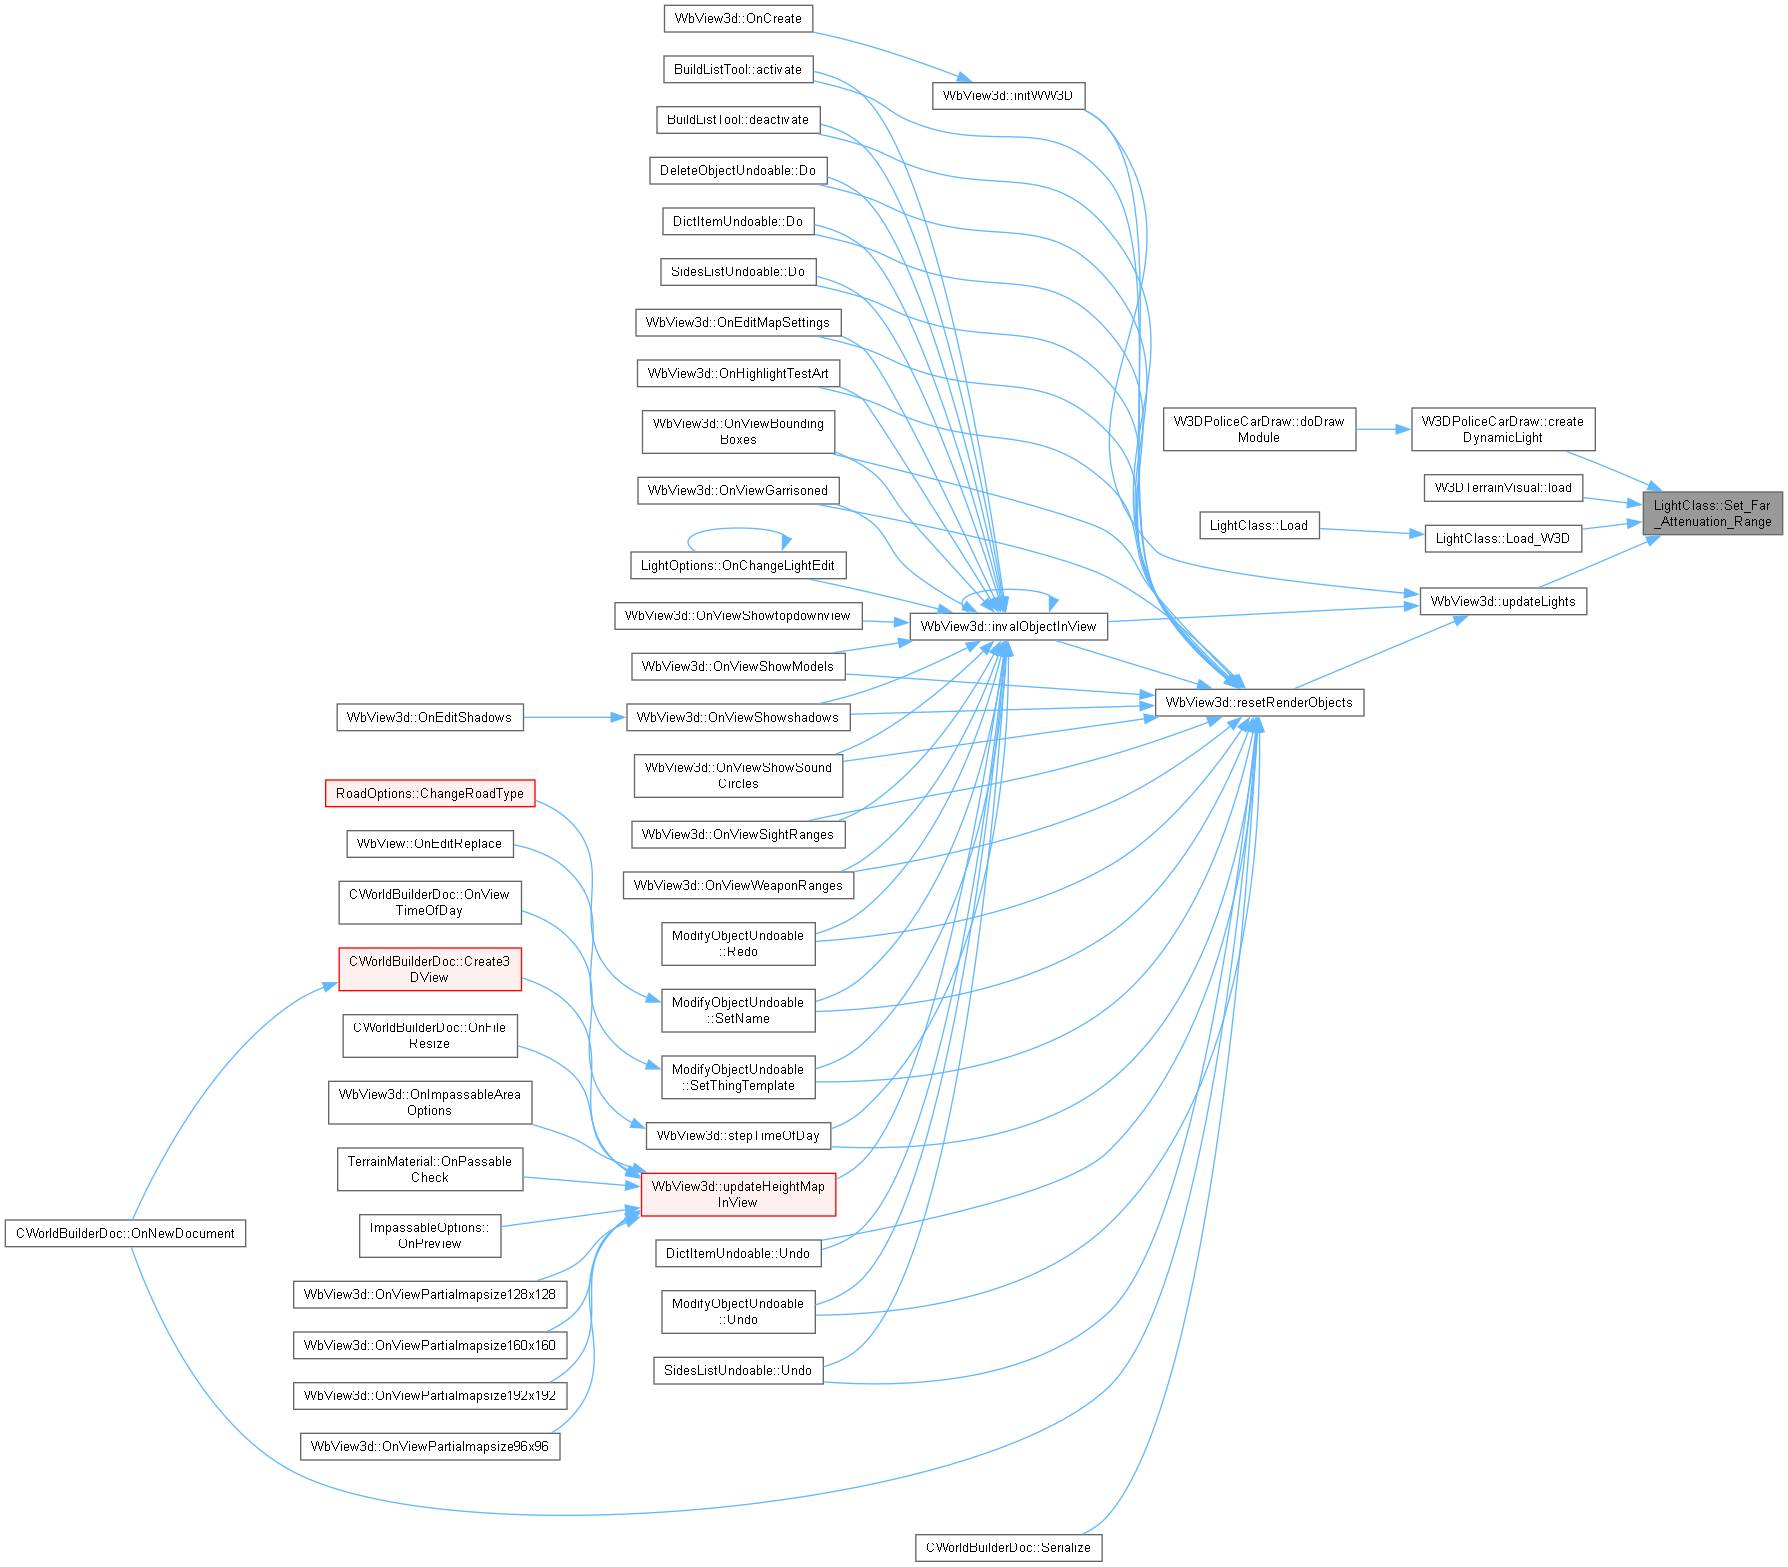 WbView3d::OnCreate
BuildListTool::activate
WbView3d::initWW3D
BuildListTool::deactivate
DeleteObjectUndoable::Do
DictItemUndoable::Do
SidesListUndoable::Do
WbView3d::OnEditMapSettings
WbView3d::OnHighlightTestArt
WbView3d::OnViewBounding
Boxes
W3DPoliceCarDraw::doDraw
Module
W3DPoliceCarDraw::create
DynamicLight
WbView3d::OnViewGarrisoned
W3DTerrainVisual::load
LightClass::Set_Far
_Attenuation_Range
LightClass::Load
LightClass::Load_W3D
LightOptions::OnChangeLightEdit
WbView3d::updateLights
WbView3d::OnViewShowtopdownview
WbView3d::invalObjectInView
WbView3d::OnViewShowModels
WbView3d::resetRenderObjects
WbView3d::OnEditShadows
WbView3d::OnViewShowshadows
WbView3d::OnViewShowSound
Circles
RoadOptions::ChangeRoadType
WbView3d::OnViewSightRanges
WbView::OnEditReplace
WbView3d::OnViewWeaponRanges
CWorldBuilderDoc::OnView
TimeOfDay
ModifyObjectUndoable
::Redo
CWorldBuilderDoc::Create3
DView
ModifyObjectUndoable
::SetName
CWorldBuilderDoc::OnFile
Resize
ModifyObjectUndoable
::SetThingTemplate
WbView3d::OnImpassableArea
Options
WbView3d::stepTimeOfDay
TerrainMaterial::OnPassable
Check
WbView3d::updateHeightMap
InView
CWorldBuilderDoc::OnNewDocument
ImpassableOptions::
OnPreview
DictItemUndoable::Undo
WbView3d::OnViewPartialmapsize128x128
ModifyObjectUndoable
::Undo
WbView3d::OnViewPartialmapsize160x160
SidesListUndoable::Undo
WbView3d::OnViewPartialmapsize192x192
WbView3d::OnViewPartialmapsize96x96
CWorldBuilderDoc::Serialize